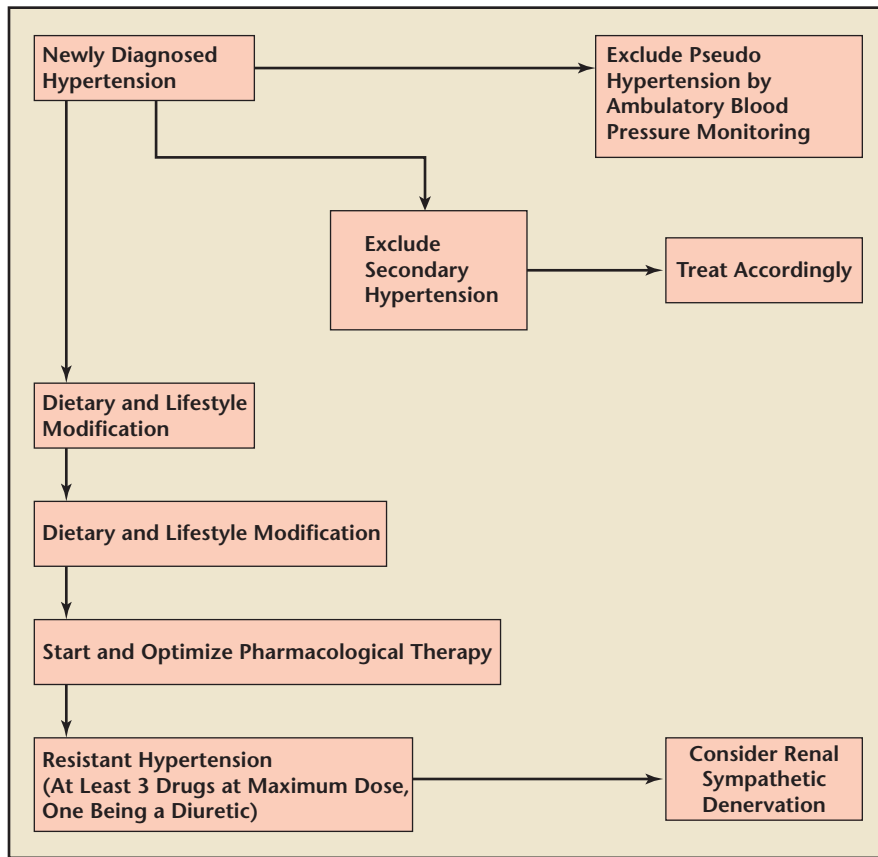 Newly Diagnosed
Hypertension
Exclude Pseudo
Hypertension by
Ambulatory Blood
Pressure Monitoring
Exclude
Secondary
Hypertension
Treat Accordingly
Dietary and Lifestyle
Modification
Dietary and Lifestyle Modification
Start and Optimize Pharmacological Therapy
Resistant Hypertension
(At Least 3 Drugs at Maximum Dose,
One Being a Diuretic)
Consider Renal
Sympathetic
Denervation